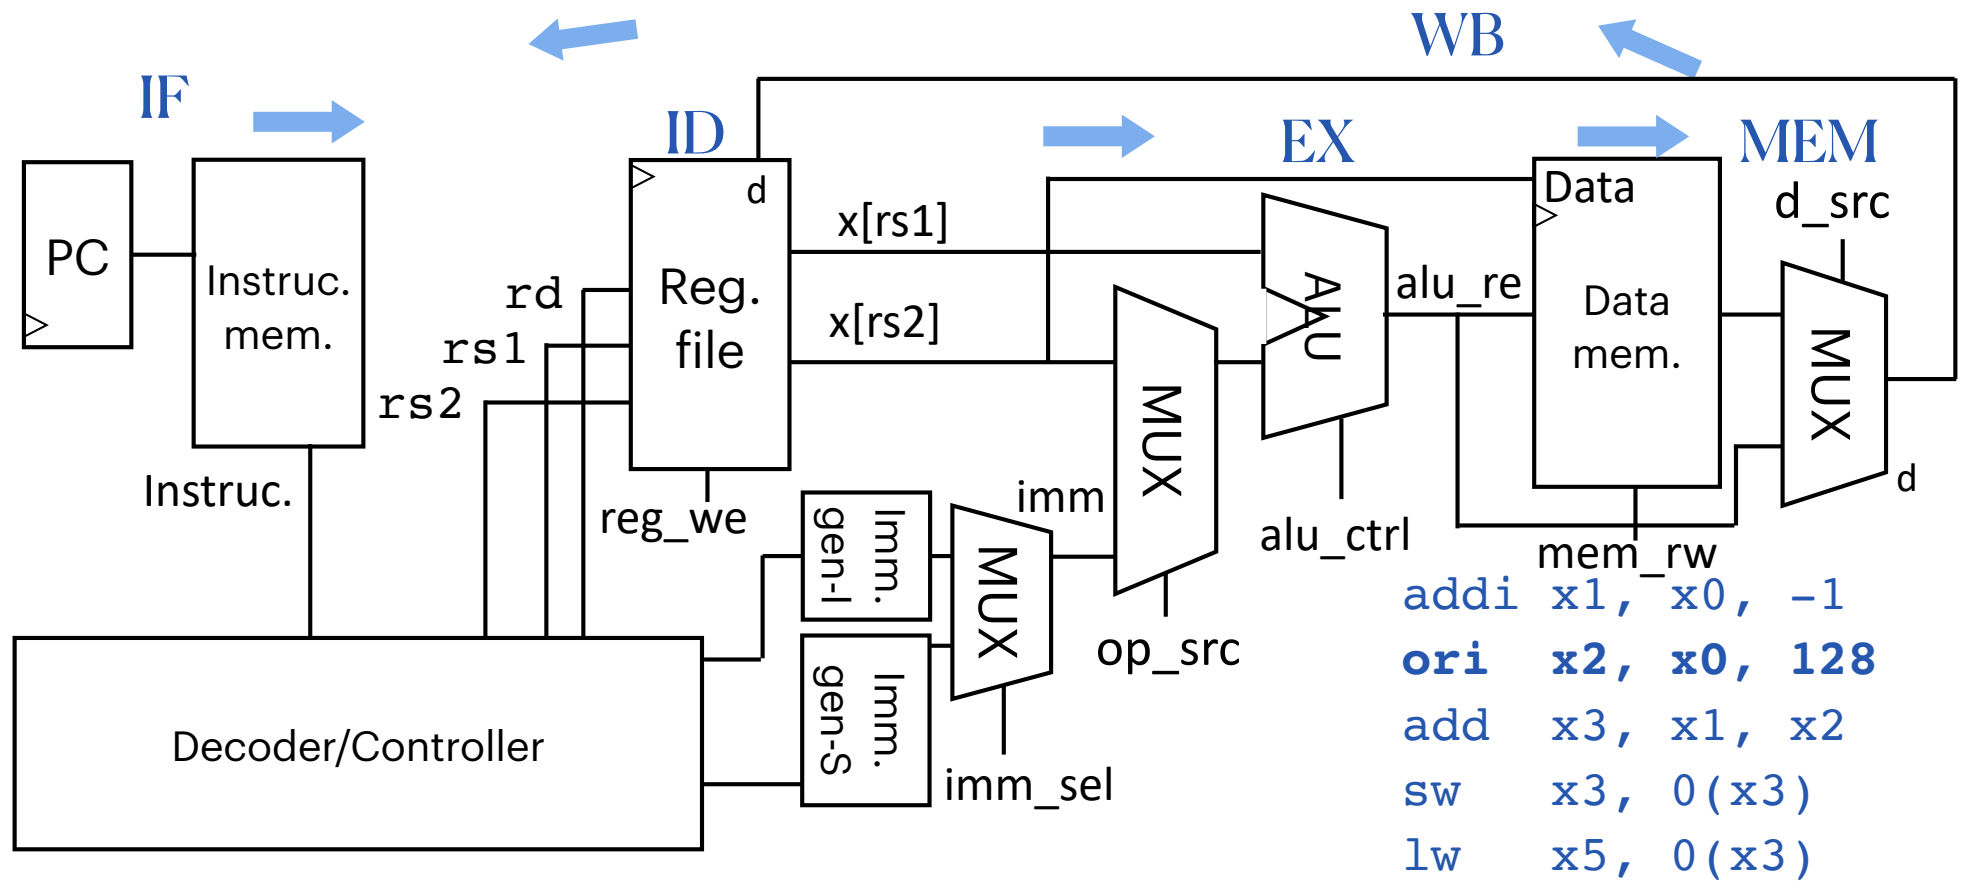 WB
IF
ID
EX
MEM
PC
Instruc.
mem.
d
Reg.
file
rd
rs1
rs2
x[rs1]
x[rs2]
ALU
alu_re
Data
Data
mem.
d_src
MUX
d
Instruc.
reg_we
Imm.
gen-I
imm
MUX
MUX
alu_ctrl
mem_rw
Decoder/Controller
Imm.
gen-S
op_src
imm_sel
addi x1, x0, -1
ori x2, x0, 128
add x3, x1, x2
sw x3, 0(x3)
lw x5, 0(x3)